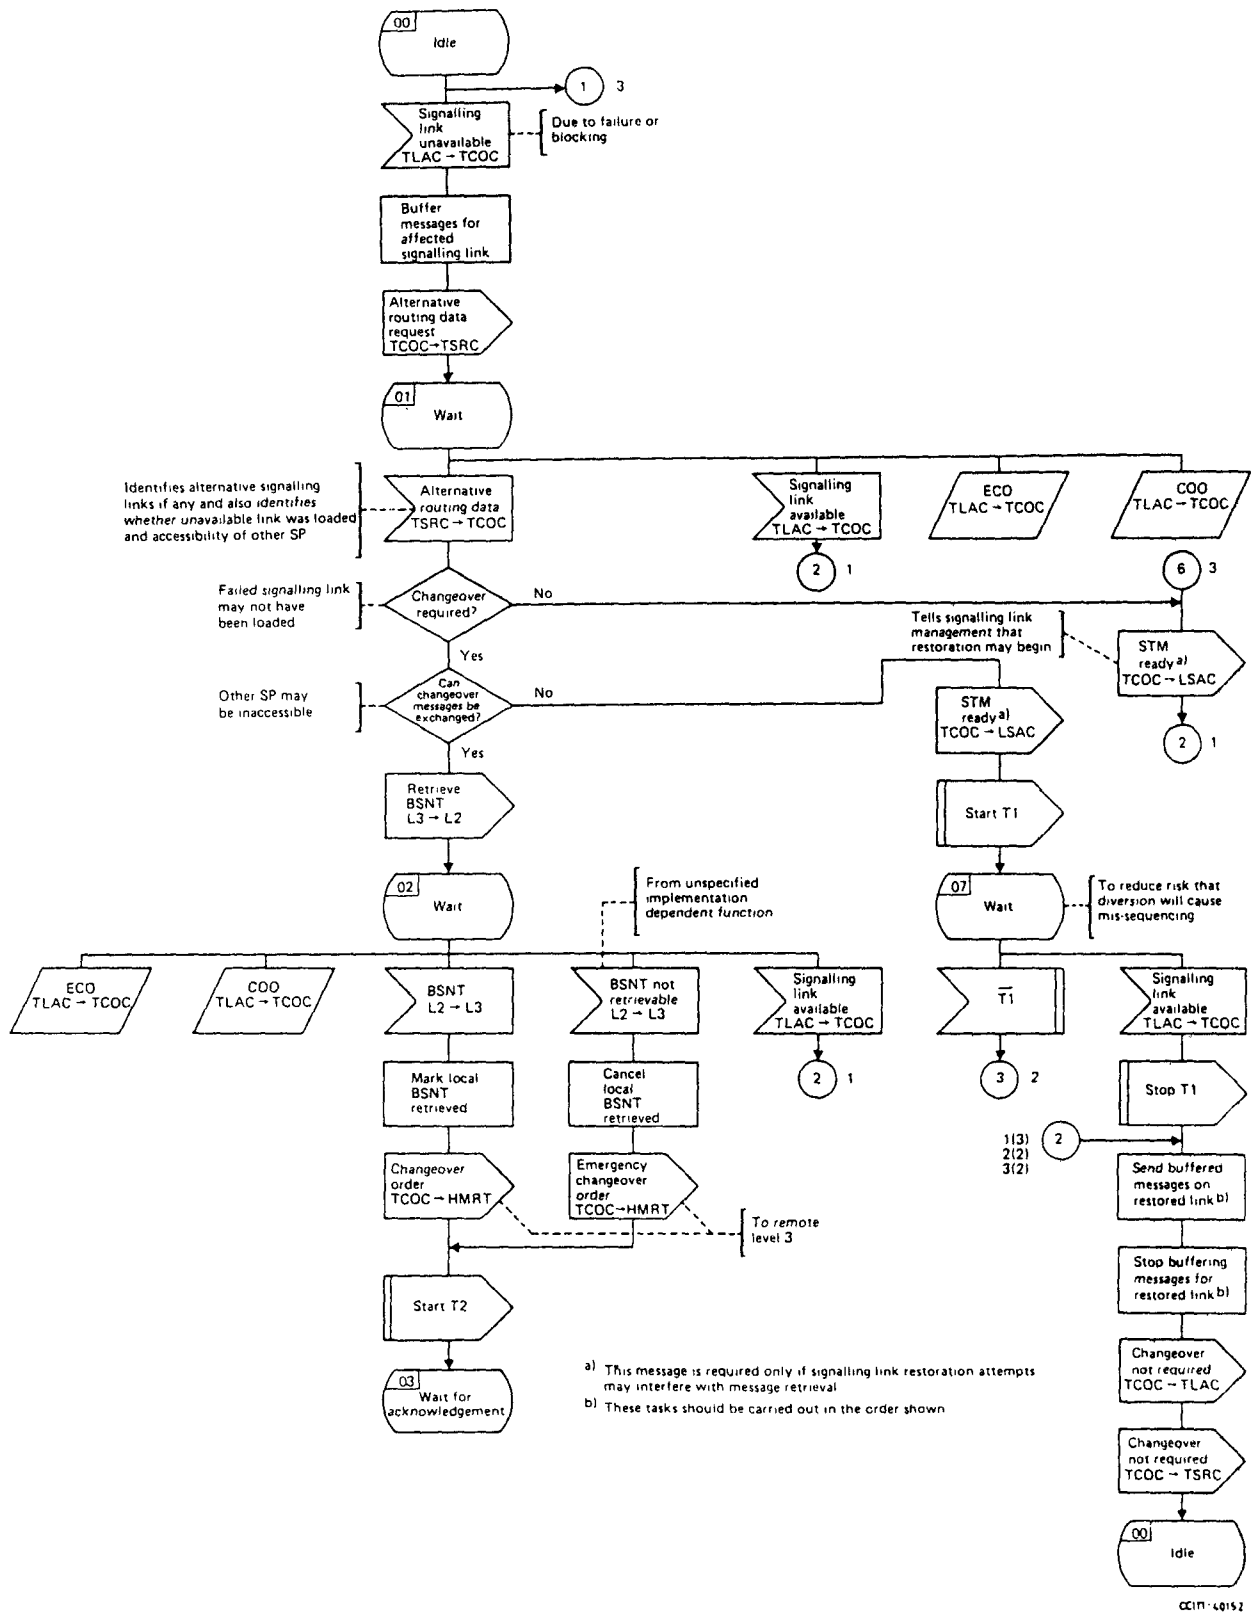 00
Idle
1 3
Signalling
link
unavailable
TLAC → TCOC
Due to failure or
blocking
Buffer
messages for
affected
signalling link
Alternative
routing data
request
TCOC→TSRC
01
Wait
Identifies alternative signalling
links if any and also identifies
whether unavailable link was loaded
and accessibility of other SP
Alternative
routing data
TSRC → TCOC
Signalling
link
available
TLAC → TCOC
ECO
TLAC → TCOC
COO
TLAC → TCOC
2 1
6 3
Failed signalling link
may not have
been loaded
Changeover
required?
No
Tells signalling link
management that
restoration may begin
STM
ready a)
TCOC → LSAC
Yes
Other SP may
be inaccessible
Can
changeover
messages be
exchanged?
No
STM
ready a)
TCOC → LSAC
2 1
Yes
Retrieve
BSNT
L3 → L2
Start T1
02
Wait
From unspecified
implementation
dependent function
07
Wait
To reduce risk that
diversion will cause
mis-sequencing
ECO
TLAC → TCOC
COO
TLAC → TCOC
BSNT
L2 → L3
BSNT not
retrievable
L2 → L3
Signalling
link
available
TLAC → TCOC
T1
Signalling
link
available
TLAC → TCOC
Mark local
BSNT
retrieved
Cancel
local
BSNT
retrieved
2 1
3 2
Stop T1
1(3)
2(2)
3(2)
2
Changeover
order
TCOC → HMRT
Emergency
changeover
order
TCOC→HMRT
Send buffered
messages on
restored link b)
To remote
level 3
Start T2
Stop buffering
messages for
restored link b)
03
Wait for
acknowledgement
a) This message is required only if signalling link restoration attempts
may interfere with message retrieval
b) These tasks should be carried out in the order shown
Changeover
not required
TCOC → TLAC
Changeover
not required
TCOC → TSRC
00
Idle
CCITT-40152